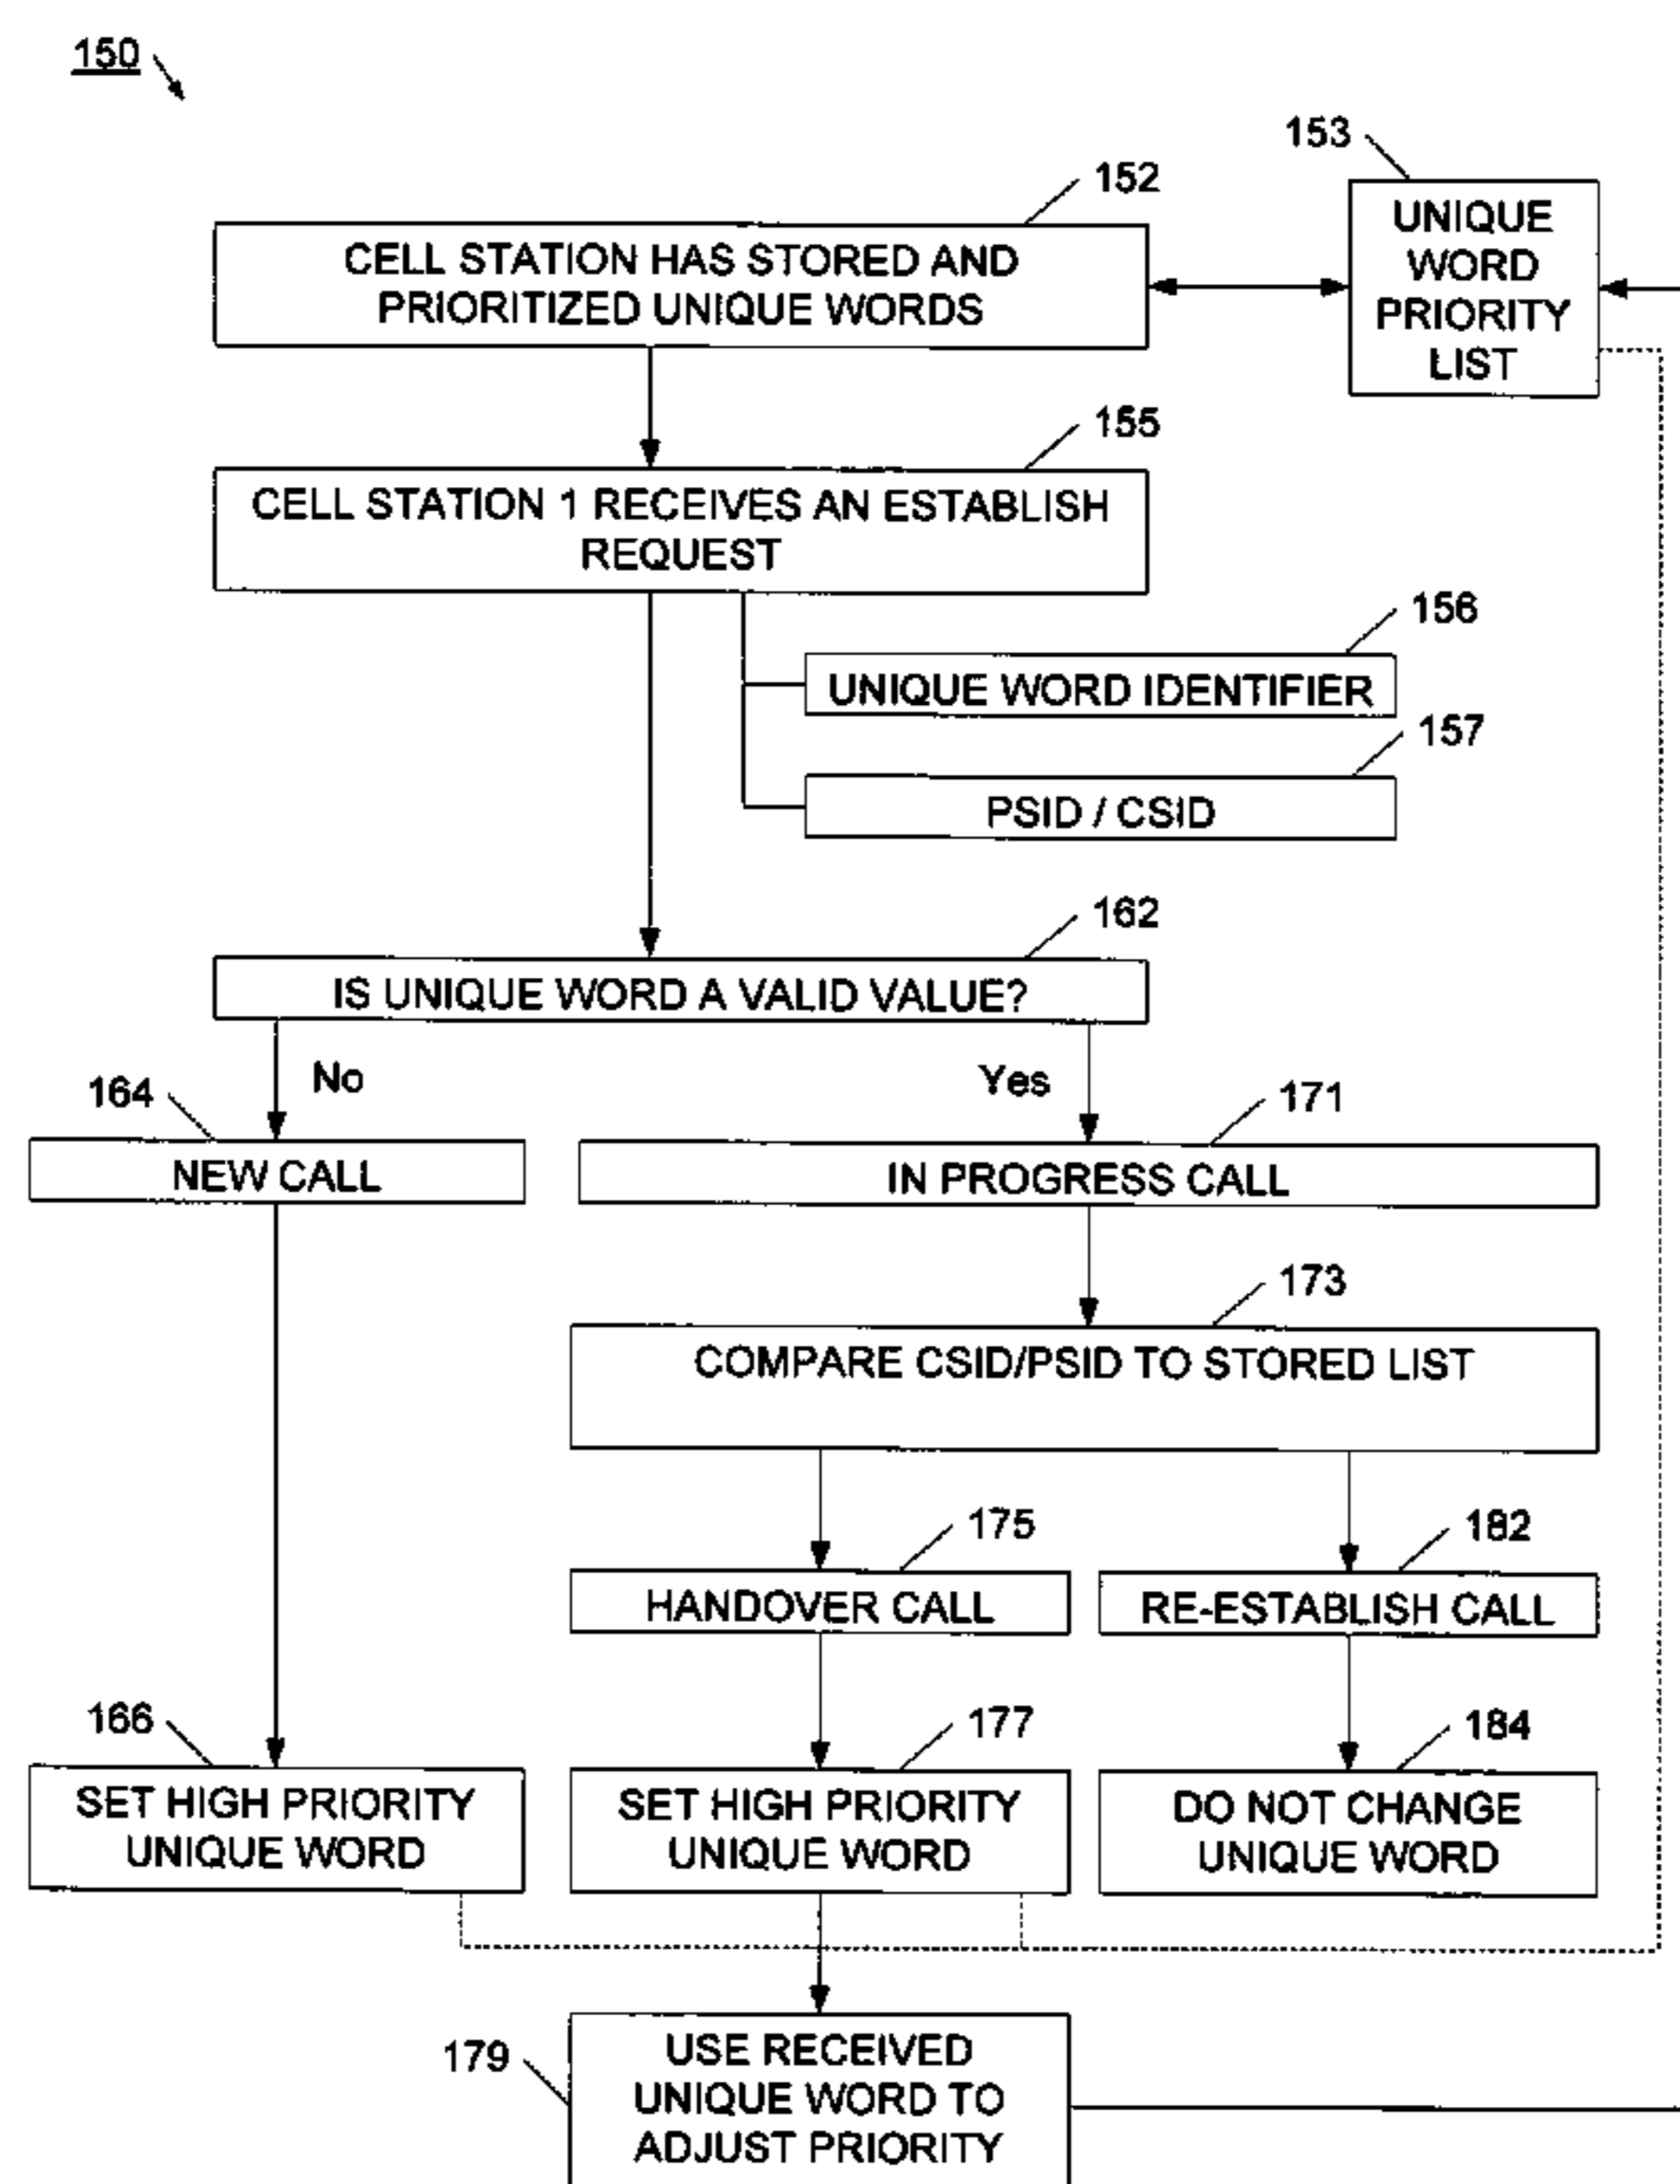 150
153
UNIQUE
WORD
PRIORITY
LIST
152
CELL STATION HAS STORED AND
PRIORITIZED UNIQUE WORDS
155
CELL STATION 1 RECEIVES AN ESTABLISH
REQUEST
156
UNIQUE WORD IDENTIFIER
157
PSID / CSID
162
IS UNIQUE WORD A VALID VALUE?
No
Yes
164
NEW CALL
171
IN PROGRESS CALL
173
COMPARE CSID/PSID TO STORED LIST
175
HANDOVER CALL
182
RE-ESTABLISH CALL
166
SET HIGH PRIORITY
UNIQUE WORD
177
SET HIGH PRIORITY
UNIQUE WORD
184
DO NOT CHANGE
UNIQUE WORD
179
USE RECEIVED
UNIQUE WORD TO
ADJUST PRIORITY